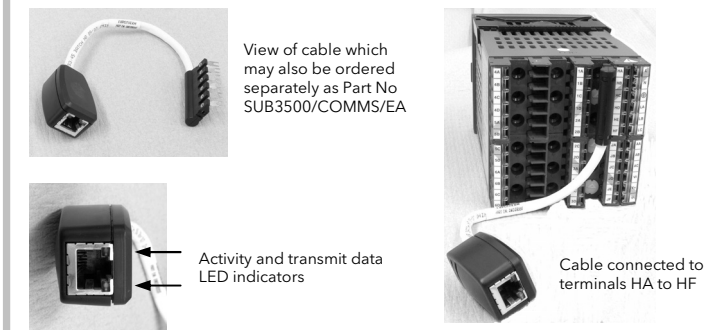 View of cable which
may also be ordered
separately as Part No
SUB3500/COMMS/EA
Activity and transmit data
LED indicators
Cable connected to
terminals HA to HF